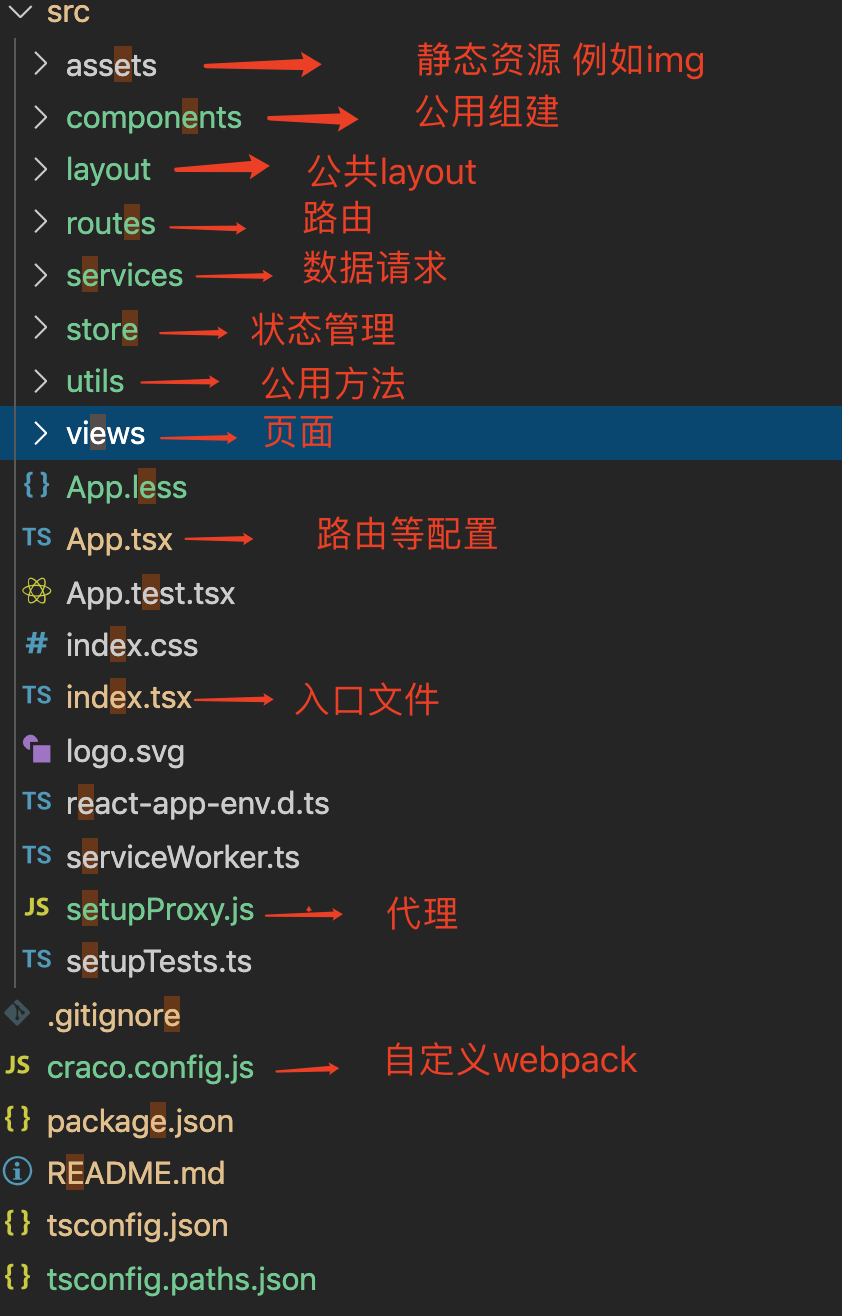 src
assets 静态资源 例如img
components 公用组建
layout 公共layout
routes 路由
services 数据请求
store 状态管理
utils 公用方法
views 页面
{} App.less
TS App.tsx 路由等配置
App.test.tsx
# index.css
TS index.tsx 入口文件
logo.svg
TS react-app-env.d.ts
TS serviceWorker.ts
JS setupProxy.js 代理
TS setupTests.ts
.gitignore
JS craco.config.js 自定义webpack
{} package.json
README.md
{} tsconfig.json
{} tsconfig.paths.json